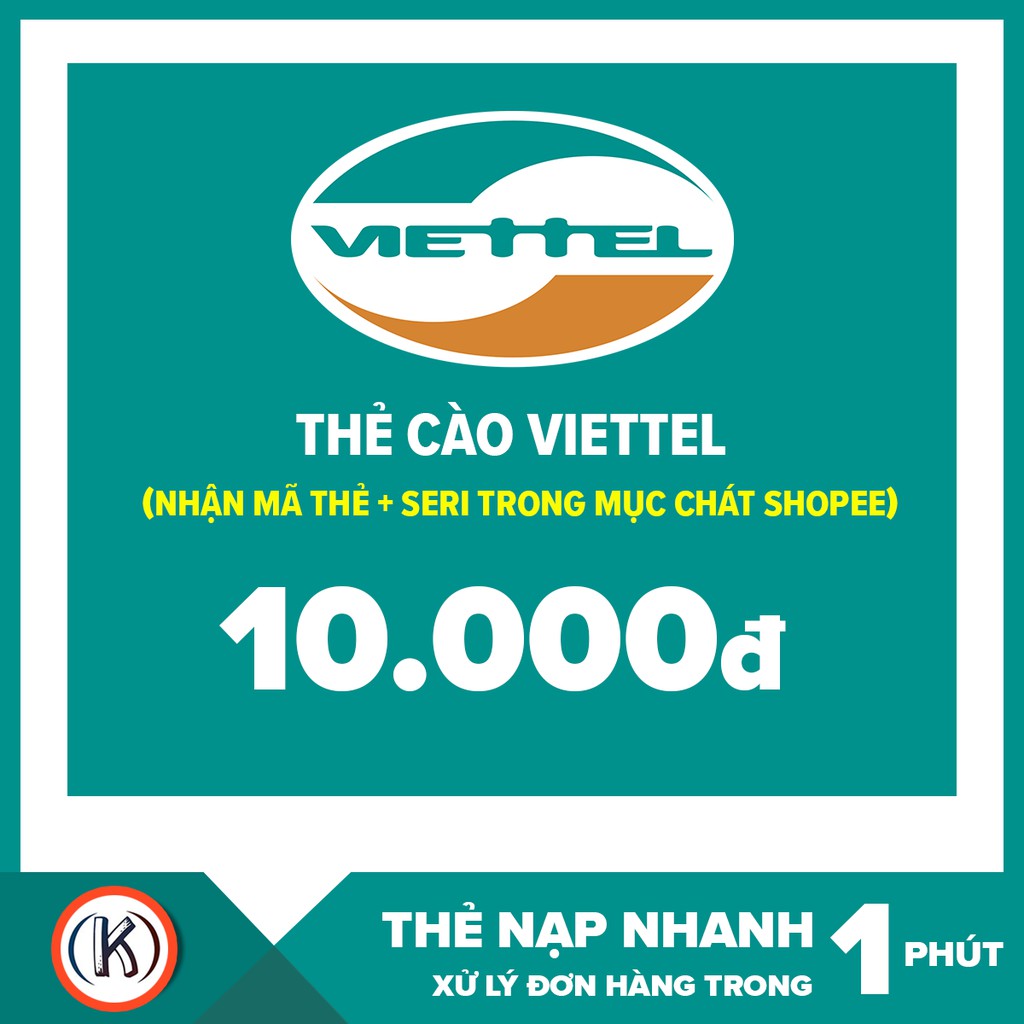 VIETTEL
THẺ CÀO VIETTEL
(NHẬN MÃ THẺ + SERI TRONG MỤC CHÁT SHOPEE)
10.000đ
(K)
THẺ NẠP NHANH
XỬ LÝ ĐƠN HÀNG TRONG
1 PHÚT